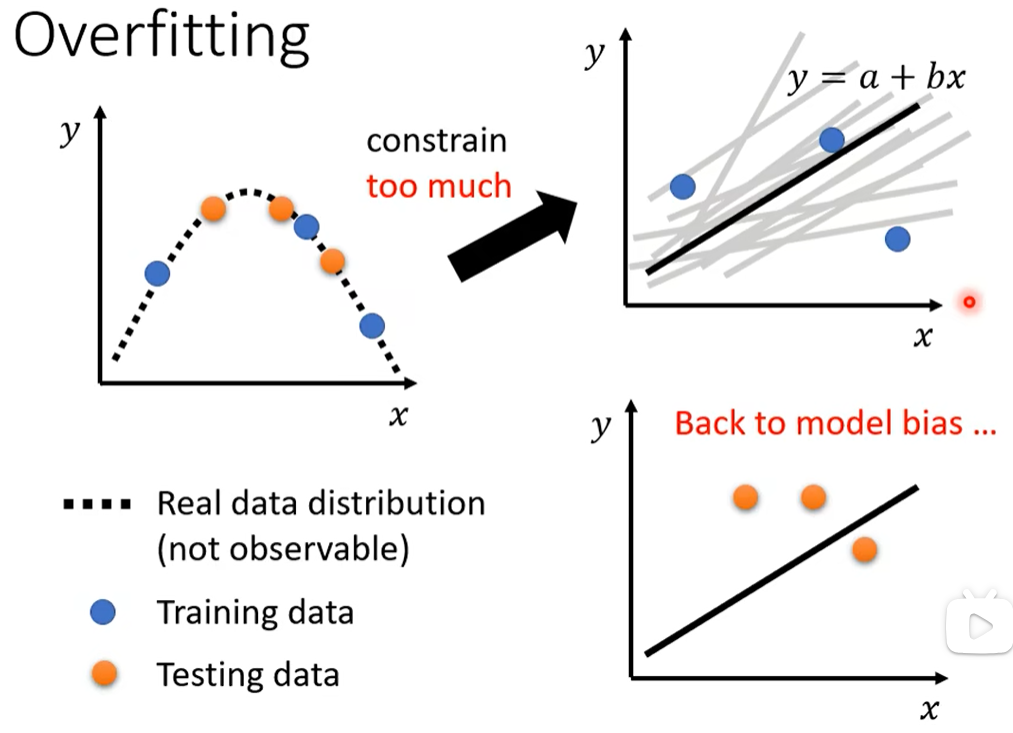 Overfitting
y
x
constrain
too much
y
y = a + bx
x
Real data distribution
(not observable)
Training data
Testing data
y
Back to model bias ...
x